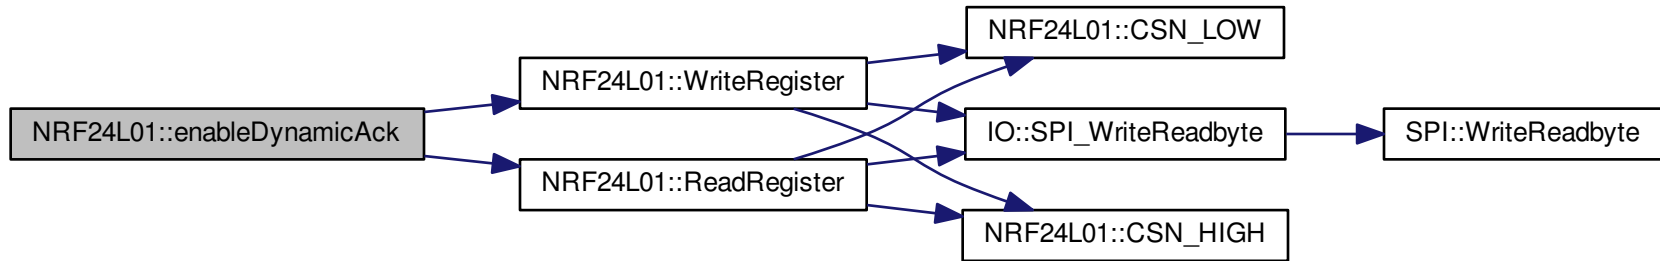 NRF24L01::enableDynamicAck
NRF24L01::WriteRegister
NRF24L01::ReadRegister
NRF24L01::CSN_LOW
IO::SPI_WriteReadbyte
NRF24L01::CSN_HIGH
SPI::WriteReadbyte